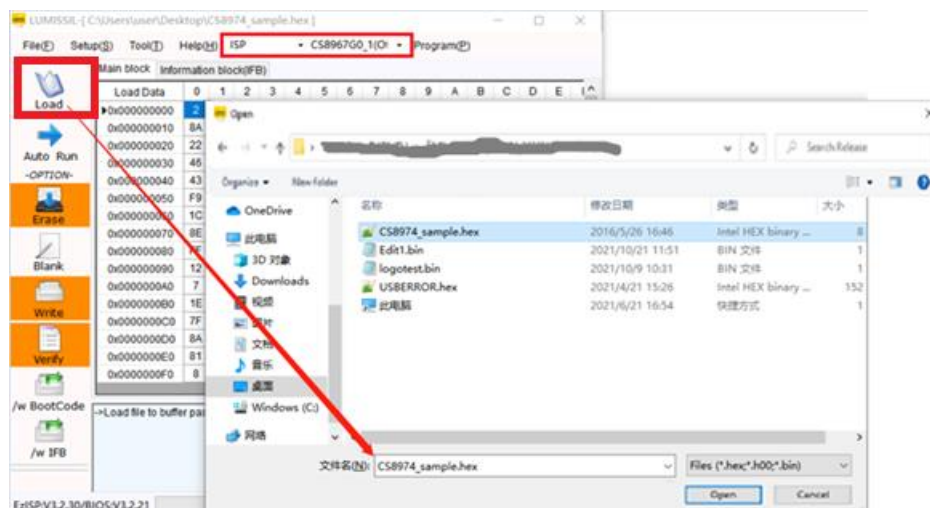 LUMISSIL-[ C:\Users\user\Desktop\CS8974_sample.hex ]
File(F) Setup(S) Tool(T) Help(H) ISP CS8967G0_1(O Program(P)
Main block Information block(IFB)
Load Data 0 1 2 3 4 5 6 7 8 9 A B C D E
Load
0x000000000 2
0x000000010 8A
0x000000020 22
0x000000030 45
0x000000040 43
0x000000050 F9
1C
0x000000070 8E
0x000000080
0x000000090 12
0x0000000A0 7
0x0000000B0 1E
0x0000000C0 7F
0x0000000D0 8A
0x0000000E0 81
0x0000000F0 8
Auto Run
-OPTION-
Erase
Blank
Write
Verify
/w BootCode
/w IFB
->Load file to buffer
EzISP:V3.2.30/BIOS:V3.2.21
Open
Search Release
Organize New folder
名称 修改日期 类型 大小
CS8974_sample.hex 2016/5/26 16:46 Intel HEX binary ... 8
Edit1.bin 2021/10/21 11:51 BIN 文件 1
logotest.bin 2021/10/9 10:31 BIN 文件 1
USBERROR.hex 2021/4/21 15:26 Intel HEX binary ... 152
此电脑 2021/6/21 16:54 快捷方式 1
OneDrive
此电脑
3D 对象
Downloads
视频
图片
文档
音乐
桌面
Windows (C:)
网络
文件名(N): CS8974_sample.hex Files (*.hex;*.h00;*.bin)
Open Cancel